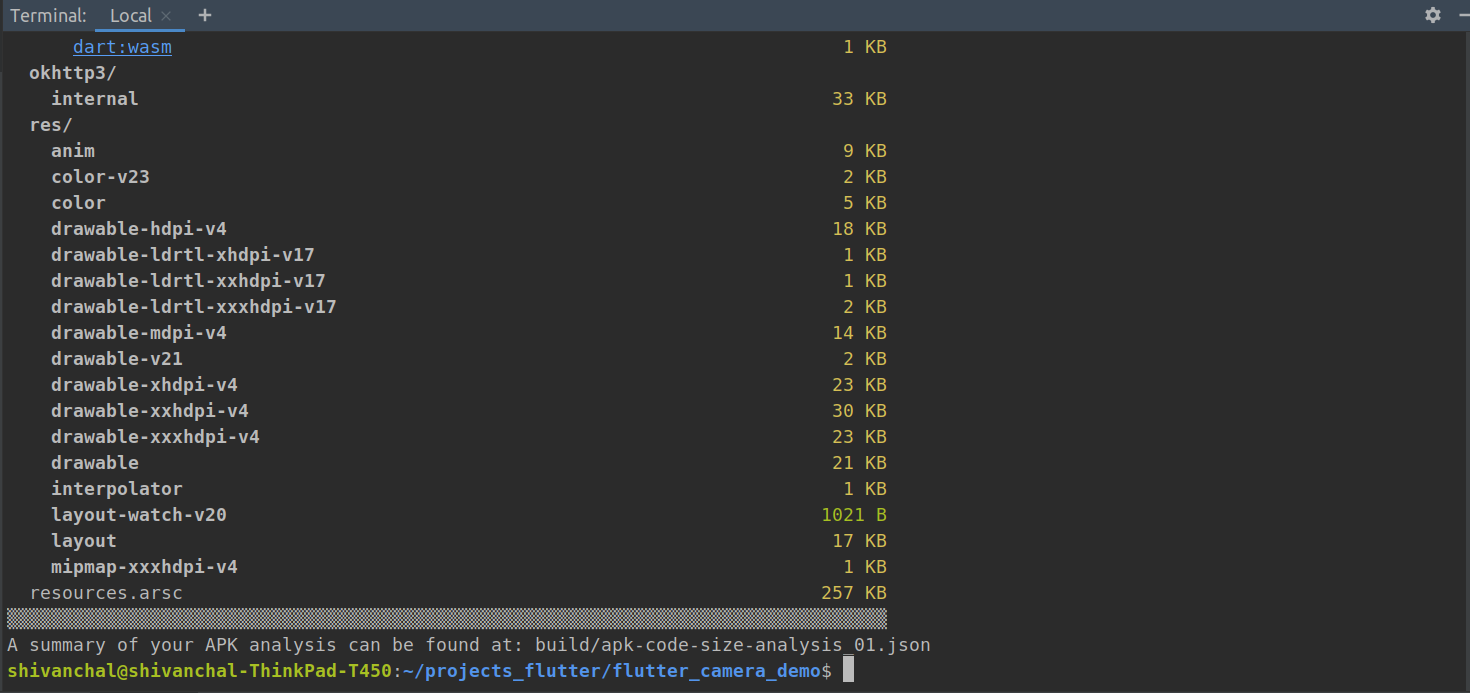 Terminal: Local × +
dart:wasm 1 KB
okhttp3/
internal 33 KB
res/
anim 9 KB
color-v23 2 KB
color 5 KB
drawable-hdpi-v4 18 KB
drawable-ldrtl-xhdpi-v17 1 KB
drawable-ldrtl-xxhdpi-v17 1 KB
drawable-ldrtl-xxxhdpi-v17 2 KB
drawable-mdpi-v4 14 KB
drawable-v21 2 KB
drawable-xhdpi-v4 23 KB
drawable-xxhdpi-v4 30 KB
drawable-xxxhdpi-v4 23 KB
drawable 21 KB
interpolator 1 KB
layout-watch-v20 1021 B
layout 17 KB
mipmap-xxxhdpi-v4 1 KB
resources.arsc 257 KB
A summary of your APK analysis can be found at: build/apk-code-size-analysis_01.json
shivanchal@shivanchal-ThinkPad-T450:~/projects_flutter/flutter_camera_demo$